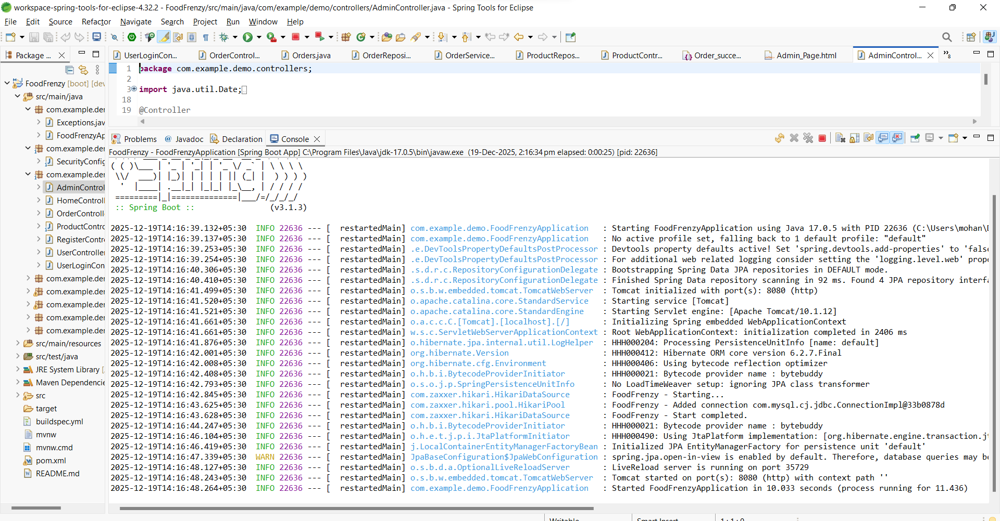 workspace-spring-tools-for-eclipse-4.32.2 - FoodFrenzy/src/main/java/com/example/demo/controllers/AdminController.java - Spring Tools for Eclipse
File Edit Source Refactor Navigate Search Project Run Window Help
Package ...
UserLoginCon... OrderControl... Orders.java OrderReposi... OrderService... ProductRepos... ProductContr... Order_succe... Admin_Page.html AdminControl... »8
1 package com.example.demo.controllers;
2
3 import java.util.Date;
18
19 @Controller
FoodFrenzy [boot] [dev
src/main/java
com.example.der
Exceptions.jav
FoodFrenzyAp
com.example.der
SecurityConfig
com.example.der
AdminControl
HomeControll
OrderControll
ProductContro
RegisterContr
UserController
UserLoginCon
com.example.der
com.example.der
com.example.der
com.example.der
com.example.der
src/main/resources
src/test/java
JRE System Library [
Maven Dependencie
src
target
buildspec.yml
mvnw
mvnw.cmd
pom.xml
README.md
Problems @ Javadoc Declaration Console
FoodFrenzy - FoodFrenzyApplication [Spring Boot App] C:\Program Files\Java\jdk-17.0.5\bin\javaw.exe (19-Dec-2025, 2:16:34 pm elapsed: 0:00:25) [pid: 22636]
( ( )\___ | '_ | '_| | '_ \/ _` | \ \ \ \
\\/  ___)| |_)| | | | | || (_| |  ) ) ) )
'  |____| .__|_| |_|_| |_\__, | / / / /
=========|_|==============|___/=/_/_/_/
:: Spring Boot :: (v3.1.3)
2025-12-19T14:16:39.132+05:30 INFO 22636 --- [ restartedMain] com.example.demo.FoodFrenzyApplication : Starting FoodFrenzyApplication using Java 17.0.5 with PID 22636 (C:\Users\mohan\D
2025-12-19T14:16:39.137+05:30 INFO 22636 --- [ restartedMain] com.example.demo.FoodFrenzyApplication : No active profile set, falling back to 1 default profile: "default"
2025-12-19T14:16:39.253+05:30 INFO 22636 --- [ restartedMain] .e.DevToolsPropertyDefaultsPostProcessor : Devtools property defaults active! Set 'spring.devtools.add-properties' to 'false
2025-12-19T14:16:39.254+05:30 INFO 22636 --- [ restartedMain] .e.DevToolsPropertyDefaultsPostProcessor : For additional web related logging consider setting the 'logging.level.web' prope
2025-12-19T14:16:40.306+05:30 INFO 22636 --- [ restartedMain] .s.d.r.c.RepositoryConfigurationDelegate : Bootstrapping Spring Data JPA repositories in DEFAULT mode.
2025-12-19T14:16:40.410+05:30 INFO 22636 --- [ restartedMain] .s.d.r.c.RepositoryConfigurationDelegate : Finished Spring Data repository scanning in 92 ms. Found 4 JPA repository interfa
2025-12-19T14:16:41.499+05:30 INFO 22636 --- [ restartedMain] o.s.b.w.embedded.tomcat.TomcatWebServer : Tomcat initialized with port(s): 8080 (http)
2025-12-19T14:16:41.520+05:30 INFO 22636 --- [ restartedMain] o.apache.catalina.core.StandardService : Starting service [Tomcat]
2025-12-19T14:16:41.521+05:30 INFO 22636 --- [ restartedMain] o.apache.catalina.core.StandardEngine : Starting Servlet engine: [Apache Tomcat/10.1.12]
2025-12-19T14:16:41.661+05:30 INFO 22636 --- [ restartedMain] o.a.c.c.C.[Tomcat].[localhost].[/] : Initializing Spring embedded WebApplicationContext
2025-12-19T14:16:41.661+05:30 INFO 22636 --- [ restartedMain] w.s.c.ServletWebServerApplicationContext : Root WebApplicationContext: initialization completed in 2406 ms
2025-12-19T14:16:41.876+05:30 INFO 22636 --- [ restartedMain] o.hibernate.jpa.internal.util.LogHelper : HHH000204: Processing PersistenceUnitInfo [name: default]
2025-12-19T14:16:42.001+05:30 INFO 22636 --- [ restartedMain] org.hibernate.Version : HHH000412: Hibernate ORM core version 6.2.7.Final
2025-12-19T14:16:42.008+05:30 INFO 22636 --- [ restartedMain] org.hibernate.cfg.Environment : HHH000406: Using bytecode reflection optimizer
2025-12-19T14:16:42.408+05:30 INFO 22636 --- [ restartedMain] o.h.b.i.BytecodeProviderInitiator : HHH000021: Bytecode provider name : bytebuddy
2025-12-19T14:16:42.793+05:30 INFO 22636 --- [ restartedMain] o.s.o.j.p.SpringPersistenceUnitInfo : No LoadTimeWeaver setup: ignoring JPA class transformer
2025-12-19T14:16:42.845+05:30 INFO 22636 --- [ restartedMain] com.zaxxer.hikari.HikariDataSource : FoodFrenzy - Starting...
2025-12-19T14:16:43.625+05:30 INFO 22636 --- [ restartedMain] com.zaxxer.hikari.pool.HikariPool : FoodFrenzy - Added connection com.mysql.cj.jdbc.ConnectionImpl@33b0878d
2025-12-19T14:16:43.628+05:30 INFO 22636 --- [ restartedMain] com.zaxxer.hikari.HikariDataSource : FoodFrenzy - Start completed.
2025-12-19T14:16:44.247+05:30 INFO 22636 --- [ restartedMain] o.h.b.i.BytecodeProviderInitiator : HHH000021: Bytecode provider name : bytebuddy
2025-12-19T14:16:46.104+05:30 INFO 22636 --- [ restartedMain] o.h.e.t.j.p.i.JtaPlatformInitiator : HHH000490: Using JtaPlatform implementation: [org.hibernate.engine.transaction.jt
2025-12-19T14:16:46.419+05:30 INFO 22636 --- [ restartedMain] j.LocalContainerEntityManagerFactoryBean : Initialized JPA EntityManagerFactory for persistence unit 'default'
2025-12-19T14:16:47.339+05:30 WARN 22636 --- [ restartedMain] JpaBaseConfiguration$JpaWebConfiguration : spring.jpa.open-in-view is enabled by default. Therefore, database queries may be
2025-12-19T14:16:48.127+05:30 INFO 22636 --- [ restartedMain] o.s.b.d.a.OptionalLiveReloadServer : LiveReload server is running on port 35729
2025-12-19T14:16:48.243+05:30 INFO 22636 --- [ restartedMain] o.s.b.w.embedded.tomcat.TomcatWebServer : Tomcat started on port(s): 8080 (http) with context path ''
2025-12-19T14:16:48.264+05:30 INFO 22636 --- [ restartedMain] com.example.demo.FoodFrenzyApplication : Started FoodFrenzyApplication in 10.033 seconds (process running for 11.436)
Writable Smart Insert 1 : 1 : 0